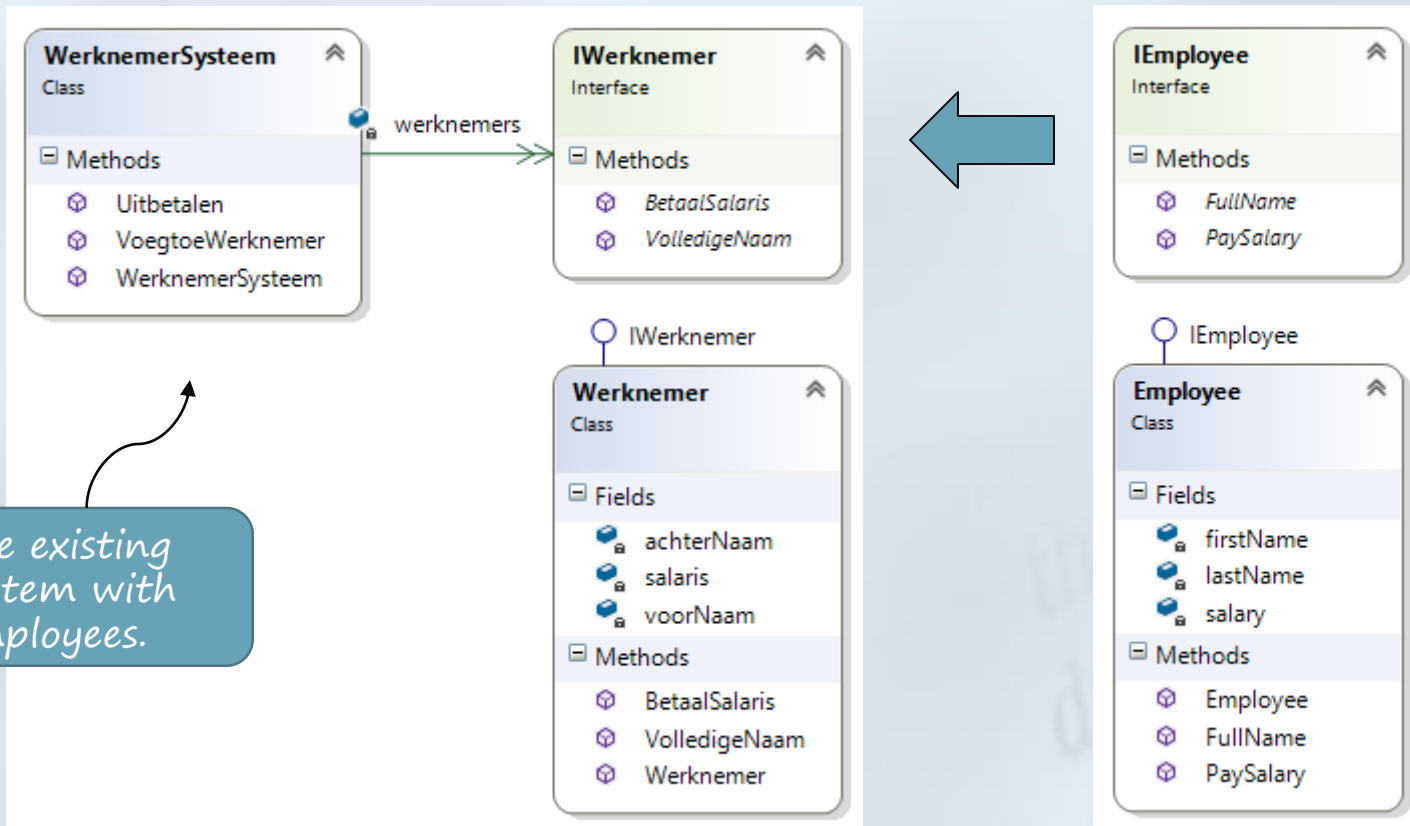 WerknemerSysteem
Class
Methods
Uitbetalen
VoegtoeWerknemer
WerknemerSysteem
werknemers
IWerknemer
Interface
Methods
BetaalSalaris
VolledigeNaam
IWerknemer
Werknemer
Class
Fields
achterNaam
salaris
voorNaam
Methods
BetaalSalaris
VolledigeNaam
Werknemer
IEmployee
Interface
Methods
FullName
PaySalary
IEmployee
Employee
Class
Fields
firstName
lastName
salary
Methods
Employee
FullName
PaySalary
existing
with